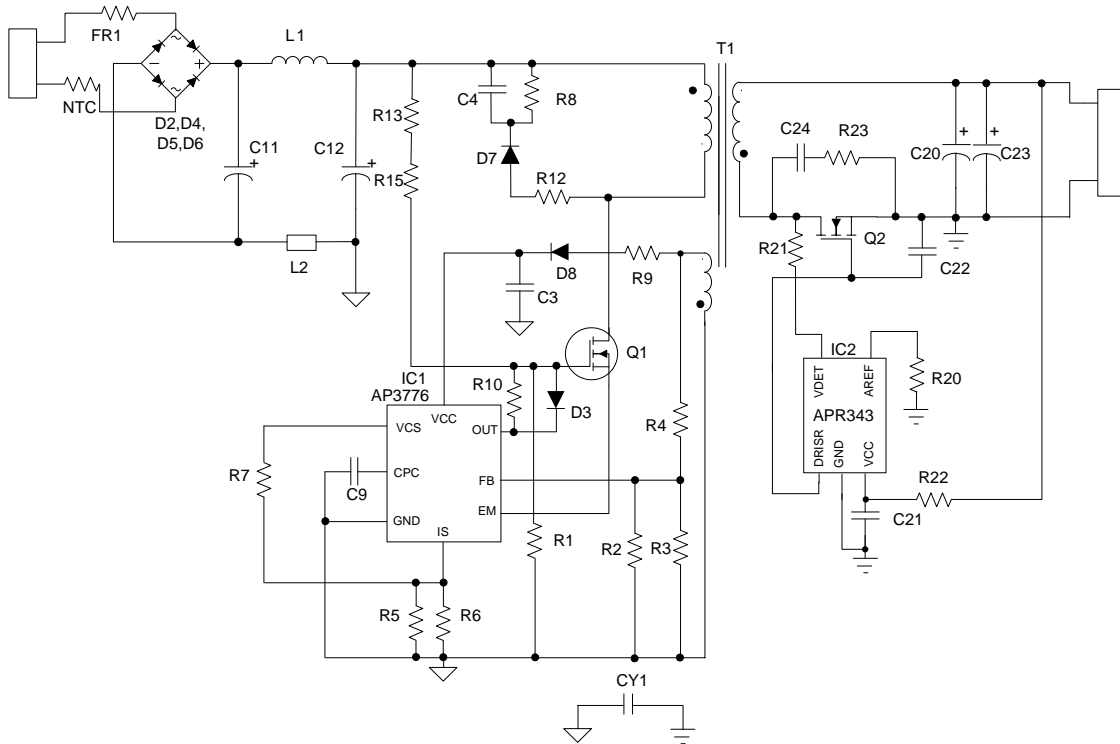 FR1
L1
T1
NTC
D2,D4,
D5,D6
C11
C12
R13
R15
C4
R8
D7
R12
C24
R23
C20
C23
R21
Q2
C22
L2
D8
R9
C3
Q1
IC1
AP3776
R10
D3
R4
IC2
VDET
AREF
APR343
DRISR
GND
VCC
R20
R22
C21
VCC
VCS
OUT
CPC
FB
GND
EM
IS
R7
C9
R1
R2
R3
R5
R6
CY1
~
~
-
+
+
+
+
+